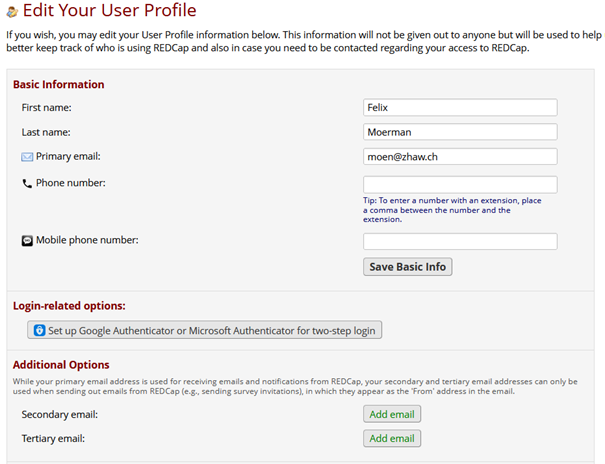 Edit Your User Profile
If you wish, you may edit your User Profile information below. This information will not be given out to anyone but will be used to help
better keep track of who is using REDCap and also in case you need to be contacted regarding your access to REDCap.
Basic Information
First name: Felix
Last name: Moerman
Primary email: moen@zhaw.ch
Phone number:
Tip: To enter a number with an extension, place
a comma between the number and the
extension.
Mobile phone number:
Save Basic Info
Login-related options:
Set up Google Authenticator or Microsoft Authenticator for two-step login
Additional Options
While your primary email address is used for receiving emails and notifications from REDCap, your secondary and tertiary email addresses can only be
used when sending out emails from REDCap (e.g., sending survey invitations), in which they appear as the 'From' address in the email.
Secondary email: Add email
Tertiary email: Add email